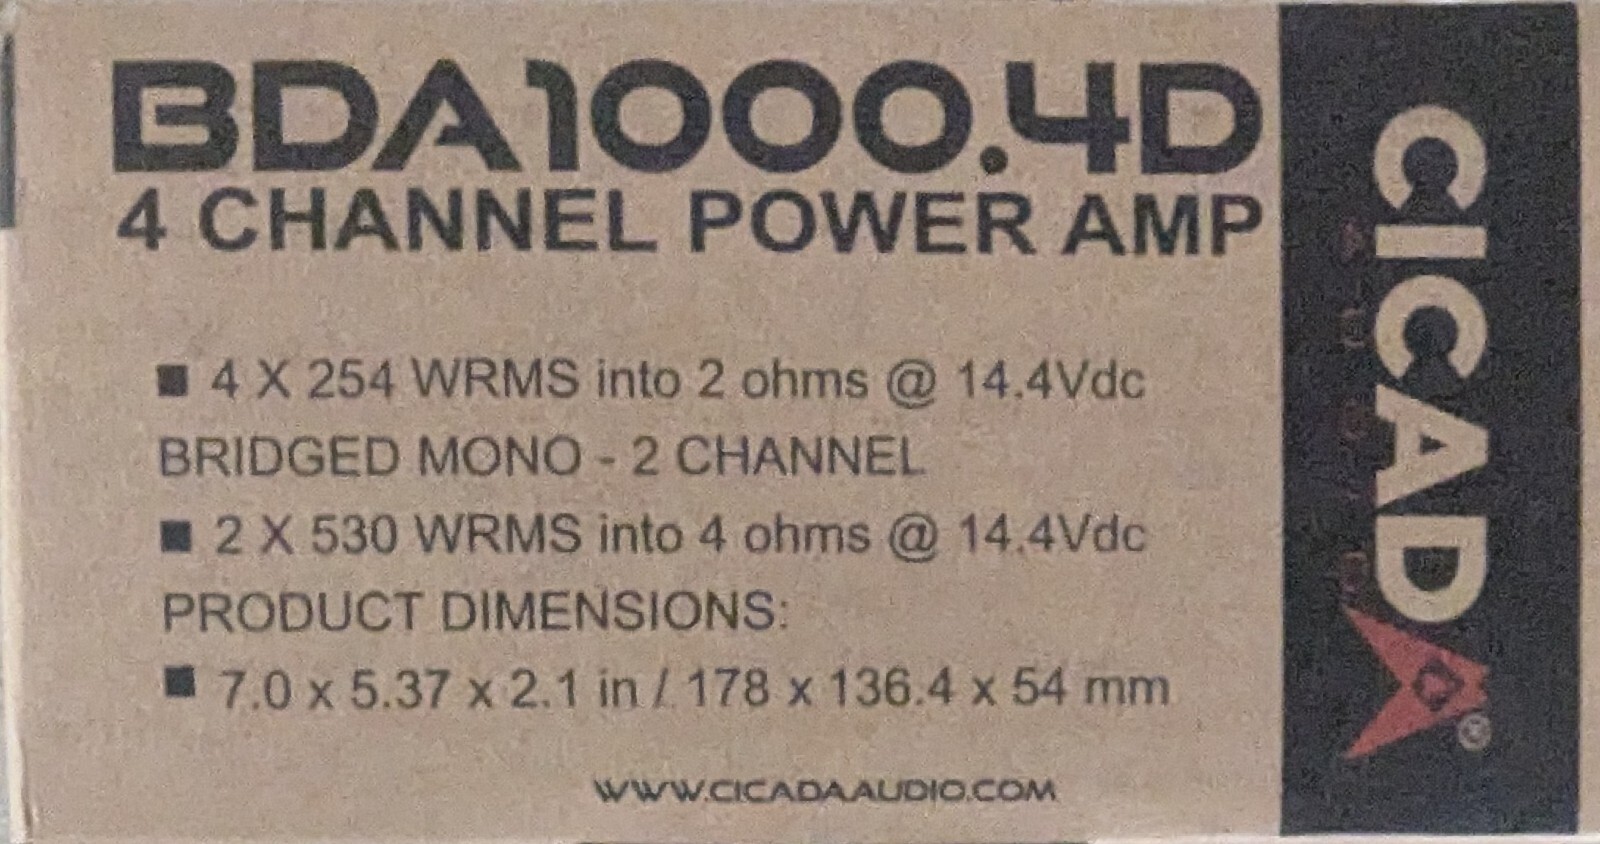 BDA1000.4D
4 CHANNEL POWER AMP
■ 4 X 254 WRMS into 2 ohms @ 14.4Vdc
BRIDGED MONO - 2 CHANNEL
■ 2 X 530 WRMS into 4 ohms @ 14.4Vdc
PRODUCT DIMENSIONS:
■ 7.0 x 5.37 x 2.1 in / 178 x 136.4 x 54 mm
WWW.CICADAAUDIO.COM
CICADA®
AUDIO